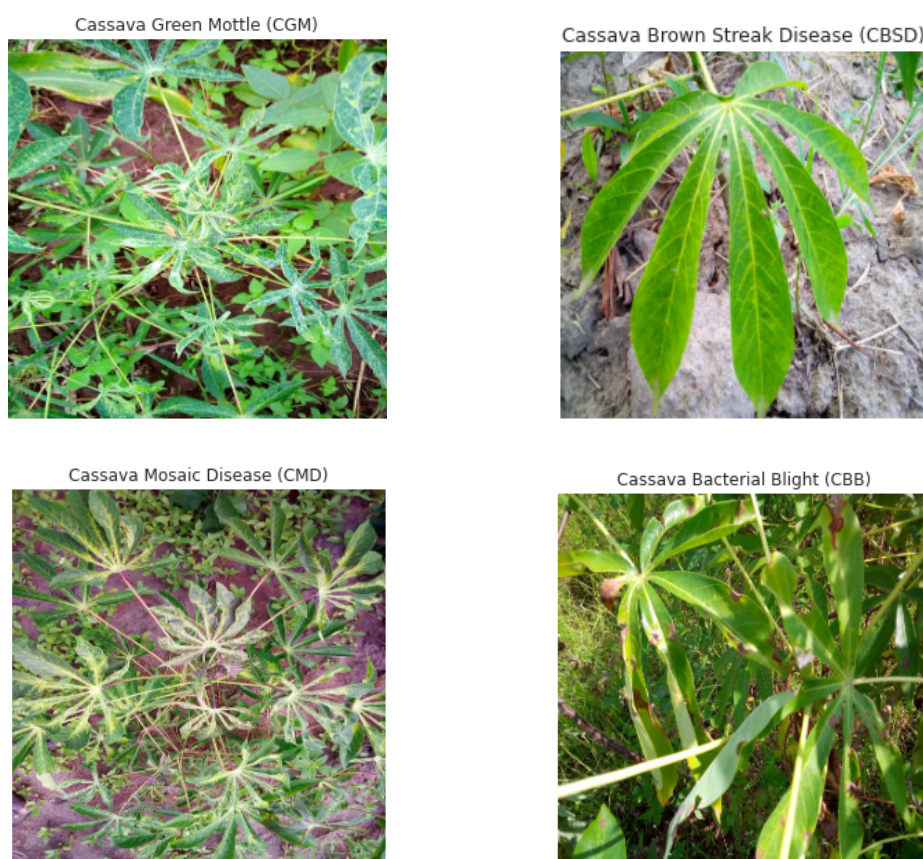 Cassava Green Mottle (CGM)
Cassava Brown Streak Disease (CBSD)
Cassava Mosaic Disease (CMD)
Cassava Bacterial Blight (CBB)